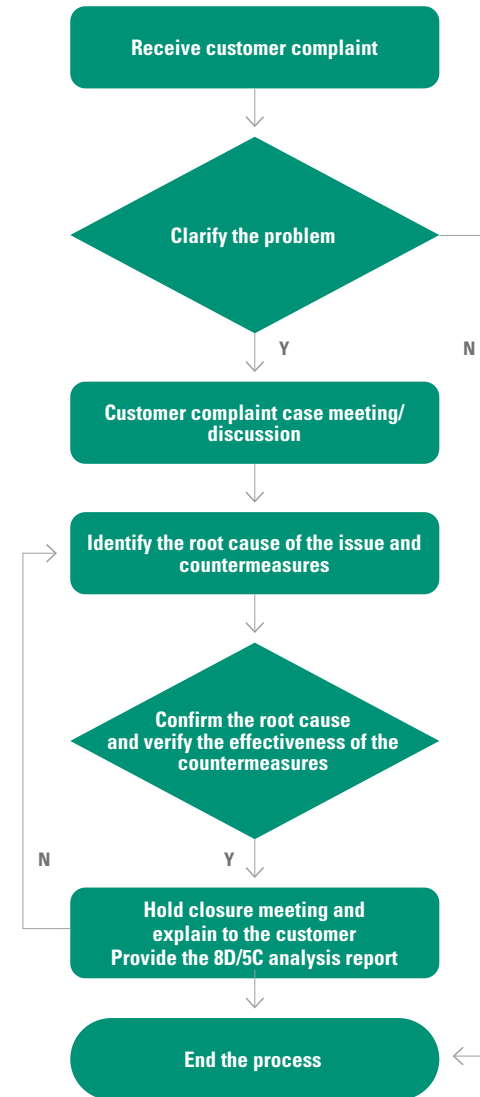 Receive customer complaint
Clarify the problem
Y
N
Customer complaint case meeting/
discussion
Identify the root cause of the issue and
countermeasures
Confirm the root cause
and verify the effectiveness of the
countermeasures
N
Y
Hold closure meeting and
explain to the customer
Provide the 8D/5C analysis report
End the process